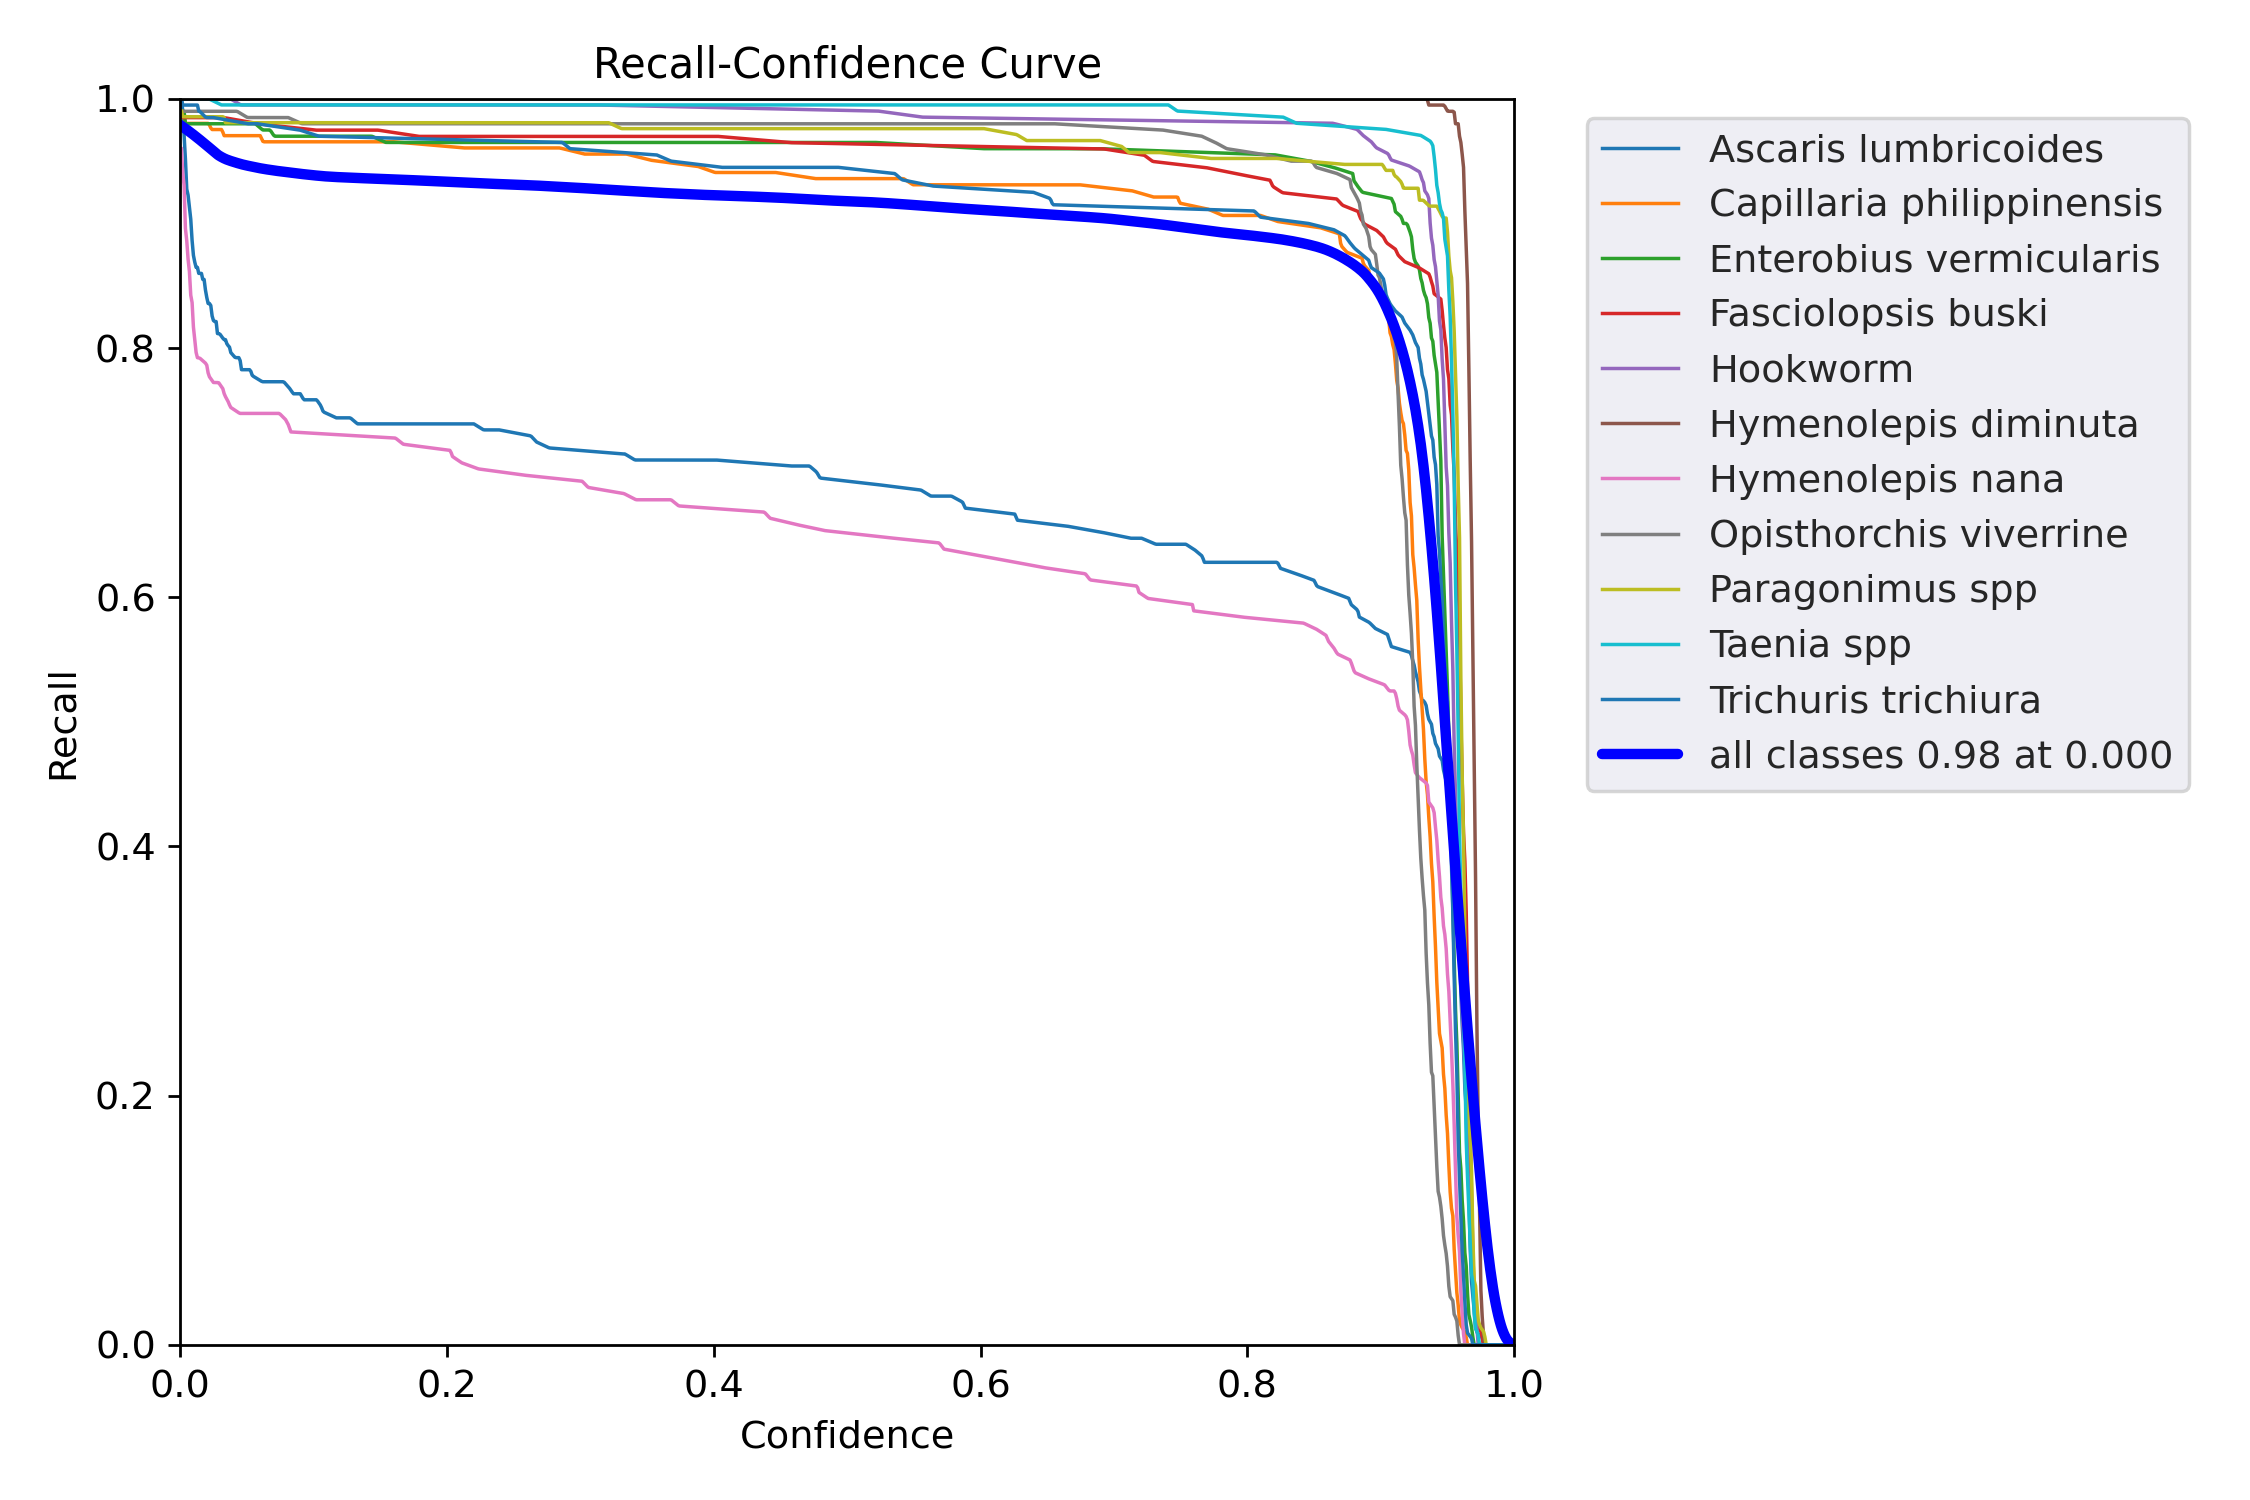 Recall-Confidence Curve
1.0
0.8
0.6
0.4
0.2
0.0
Recall
0.0 0.2 0.4 0.6 0.8 1.0
Confidence
Ascaris lumbricoides
Capillaria philippinensis
Enterobius vermicularis
Fasciolopsis buski
Hookworm
Hymenolepis diminuta
Hymenolepis nana
Opisthorchis viverrine
Paragonimus spp
Taenia spp
Trichuris trichiura
all classes 0.98 at 0.000